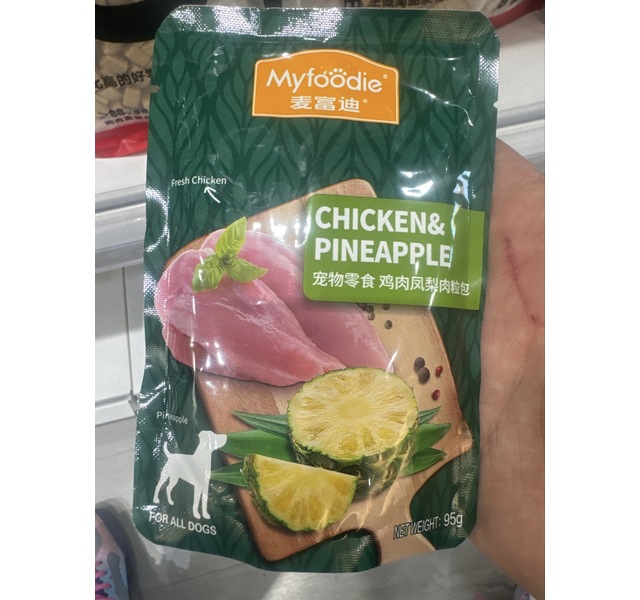 Myfoodie®
麦富迪®
Fresh Chicken
CHICKEN&
PINEAPPLE
宠物零食 鸡肉凤梨肉粒包
Pineapple
FOR ALL DOGS
NET WEIGHT: 95g